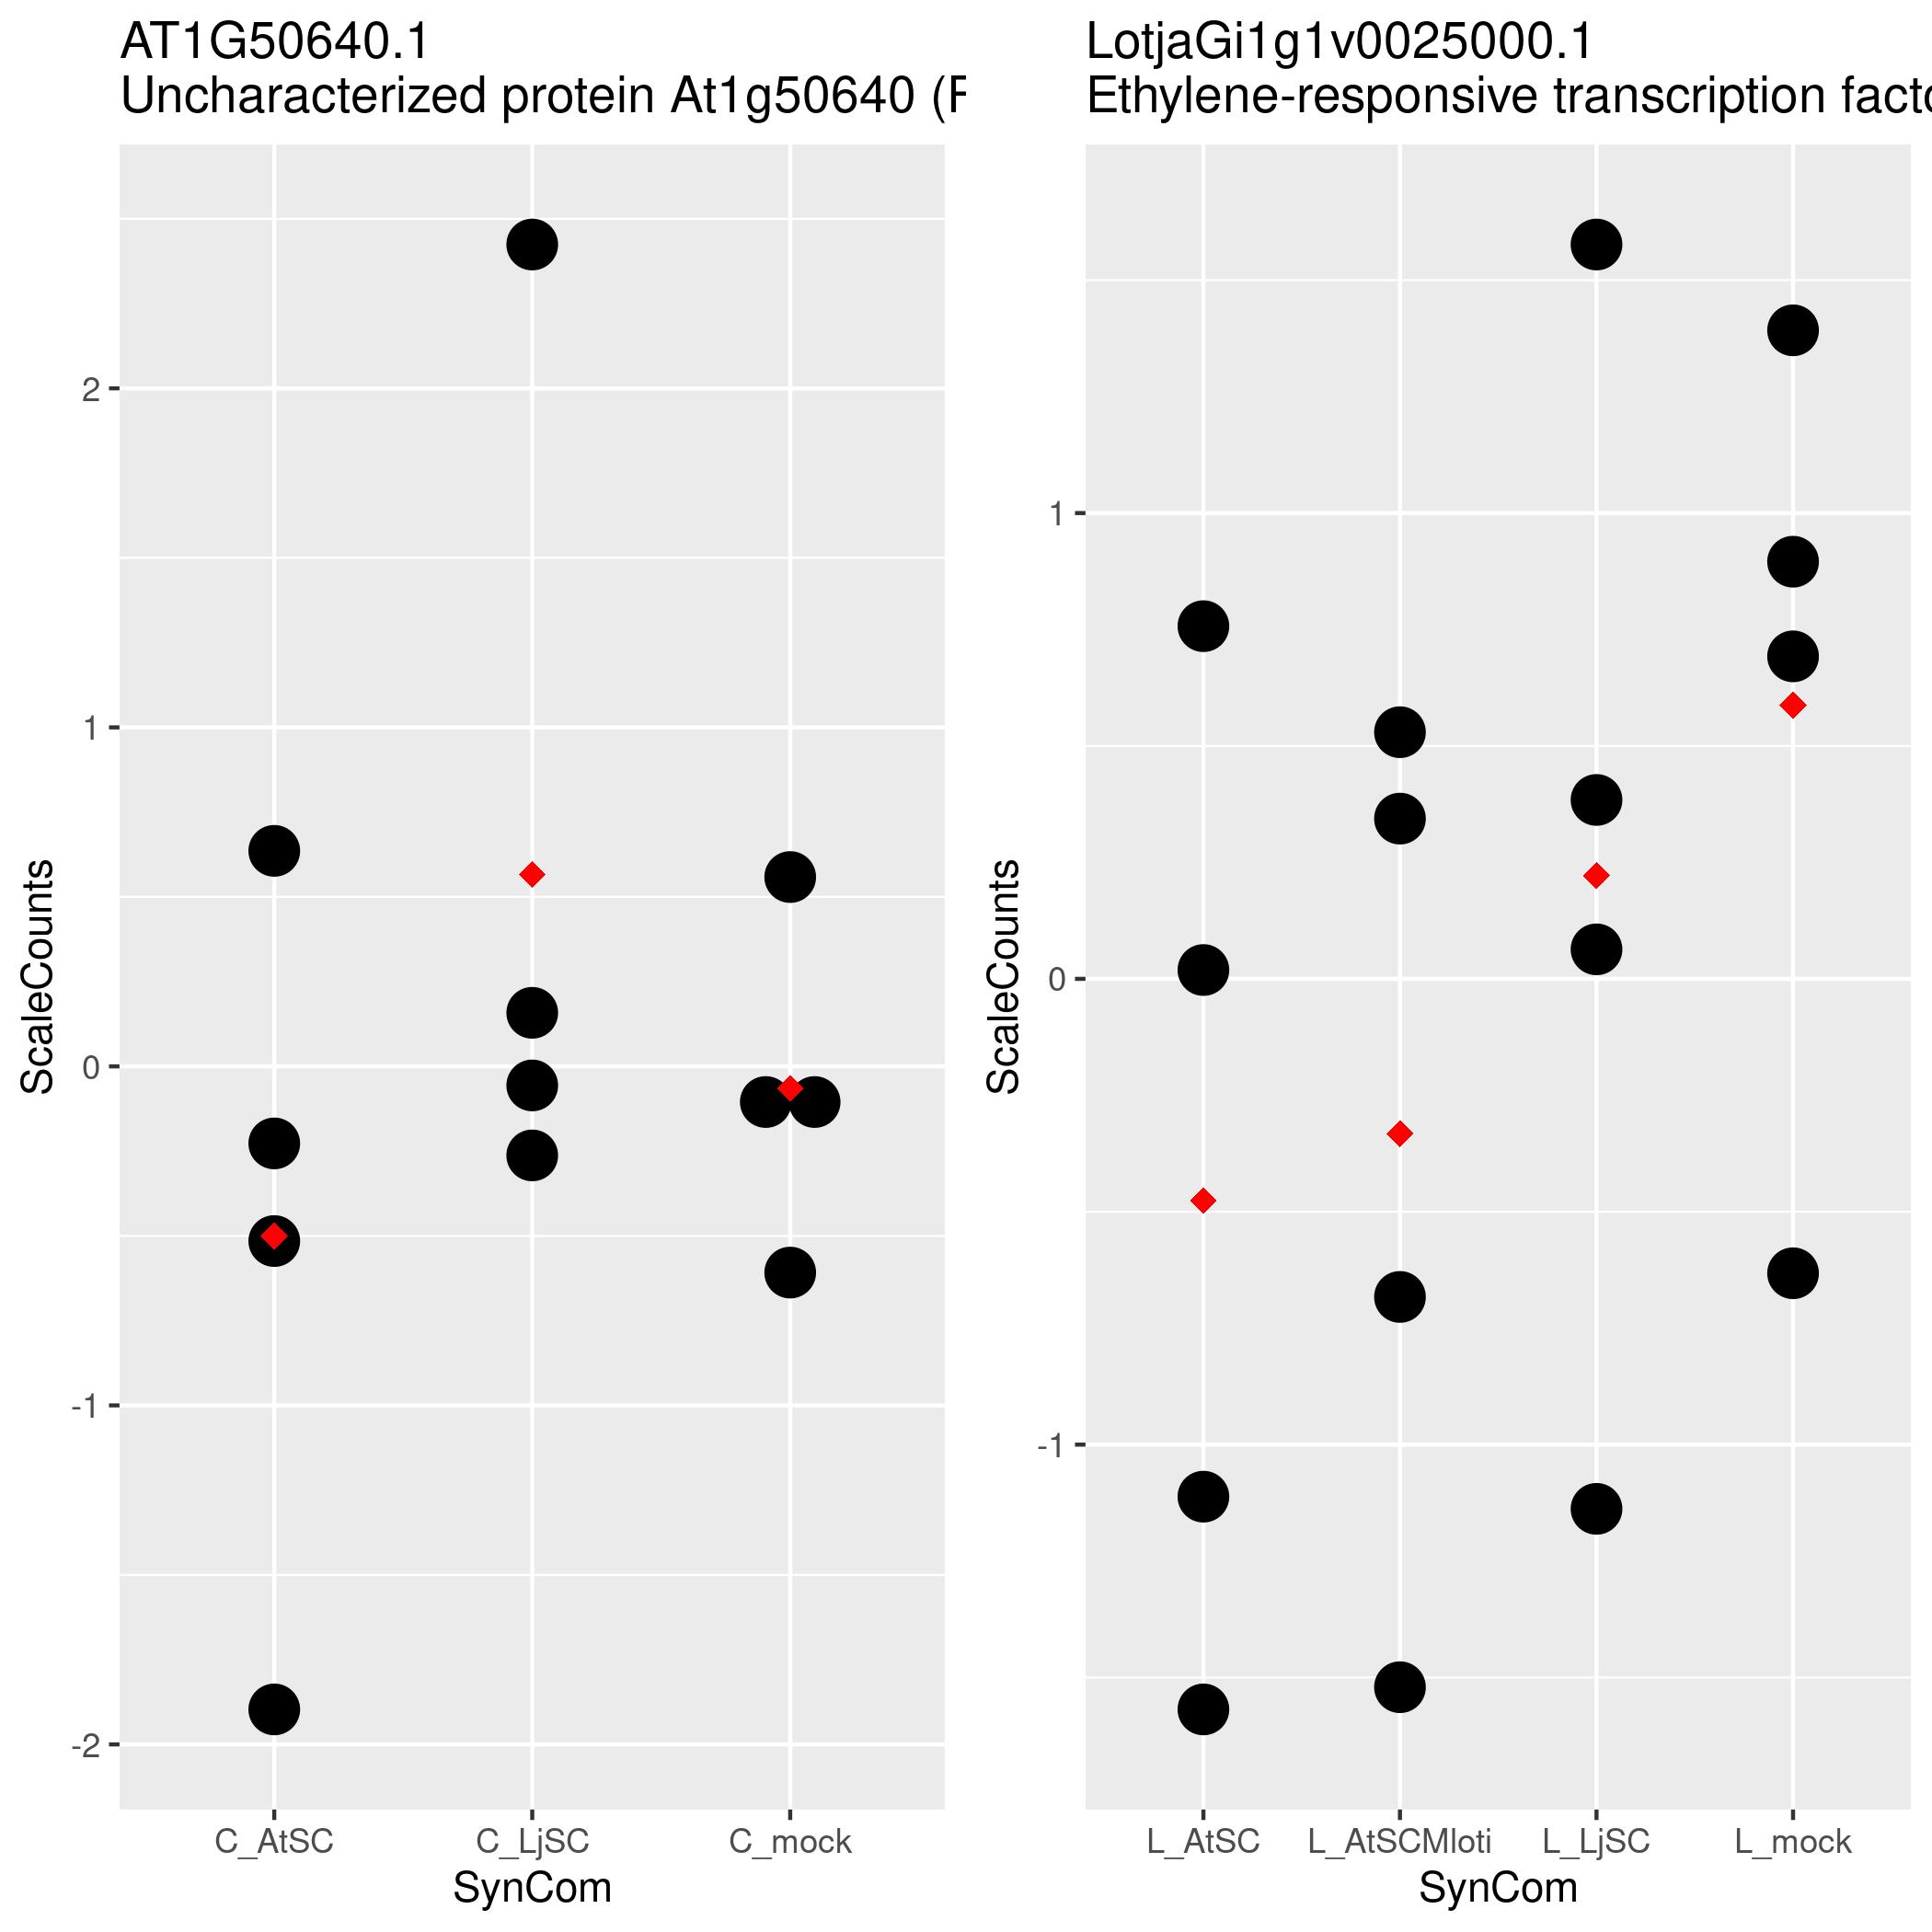 AT1G50640.1
Uncharacterized protein At1g50640 (F
LotjaGi1g1v0025000.1
Ethylene-responsive transcription facto
ScaleCounts
2
1
0
-1
-2
C_AtSC
C_LjSC
C_mock
SynCom
ScaleCounts
1
0
-1
L_AtSC
L_AtSCMloti
L_LjSC
L_mock
SynCom